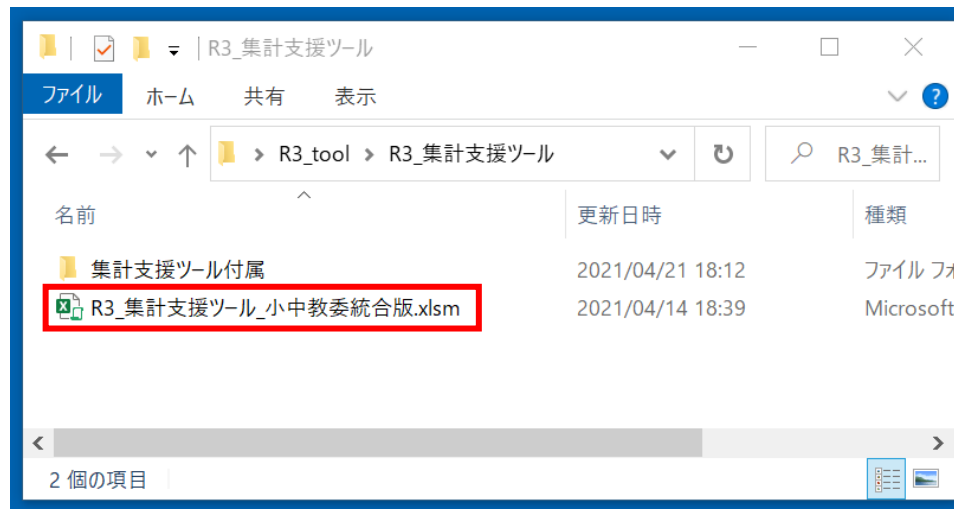 R3_集計支援ツール
ファイル ホーム 共有 表示
R3_tool R3_集計支援ツール R3_集計...
名前 更新日時 種類
集計支援ツール付属 2021/04/21 18:12 ファイル フォ
R3_集計支援ツール_小中教委統合版.xlsm 2021/04/14 18:39 Microsoft
2 個の項目